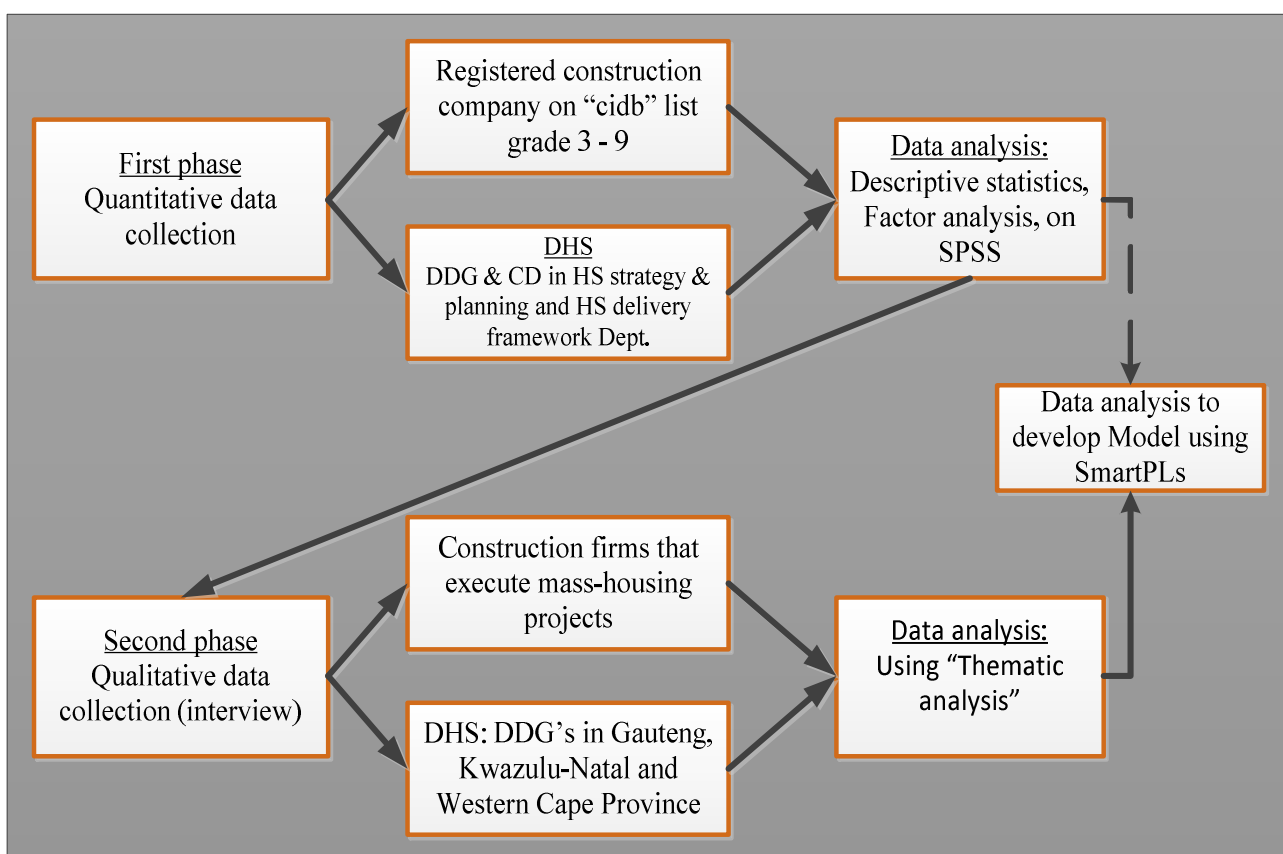 First phase
Quantitative data
collection
Registered construction
company on “cidb” list
grade 3 - 9
DHS
DDG & CD in HS strategy &
planning and HS delivery
framework Dept.
Data analysis:
Descriptive statistics,
Factor analysis, on
SPSS
Data analysis to
develop Model using
SmartPLs
Second phase
Qualitative data
collection (interview)
Construction firms that
execute mass-housing
projects
DHS: DDG’s in Gauteng,
Kwazulu-Natal and
Western Cape Province
Data analysis:
Using “Thematic
analysis”